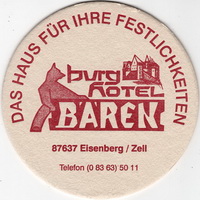 DAS HAUS FÜR IHRE FESTLICHKEITEN
burg
hotel
BÄREN
87637 Eisenberg / Zell
Telefon (0 83 63) 50 11